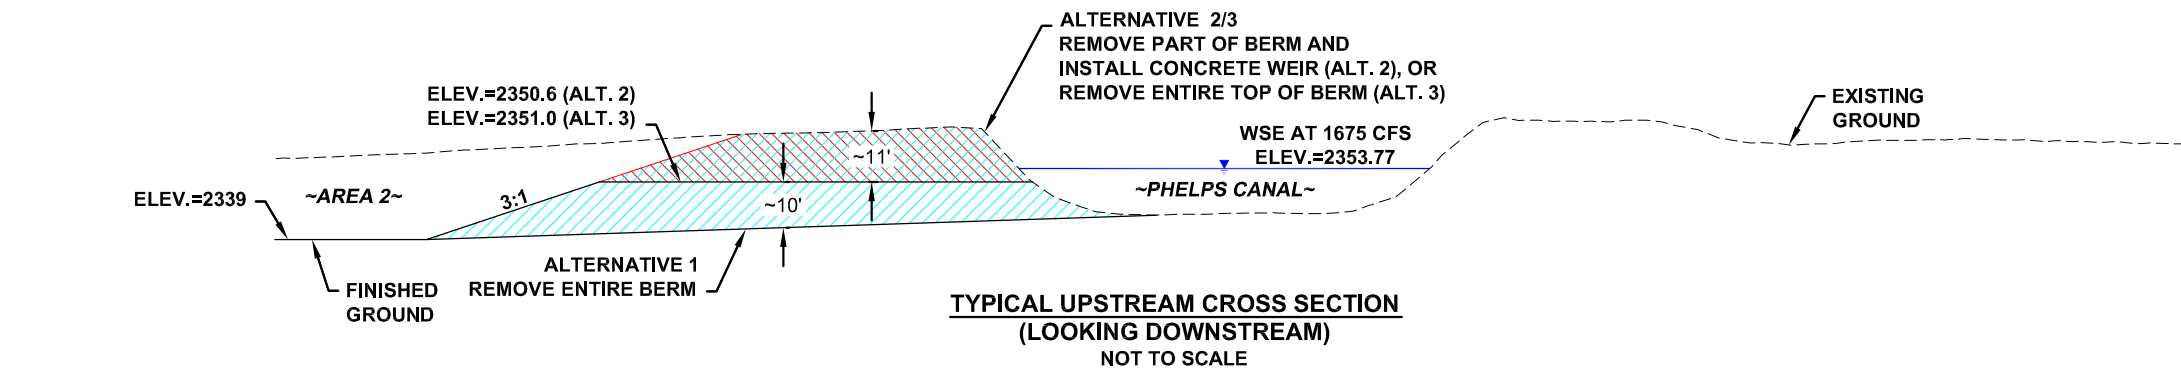 ALTERNATIVE 2/3
REMOVE PART OF BERM AND
INSTALL CONCRETE WEIR (ALT. 2), OR
REMOVE ENTIRE TOP OF BERM (ALT. 3)
ELEV.=2350.6 (ALT. 2)
ELEV.=2351.0 (ALT. 3)
EXISTING
GROUND
WSE AT 1675 CFS
ELEV.=2353.77
~11'
~PHELPS CANAL~
ELEV.=2339
~AREA 2~
3:1
~10'
ALTERNATIVE 1
REMOVE ENTIRE BERM
FINISHED
GROUND
TYPICAL UPSTREAM CROSS SECTION
(LOOKING DOWNSTREAM)
NOT TO SCALE